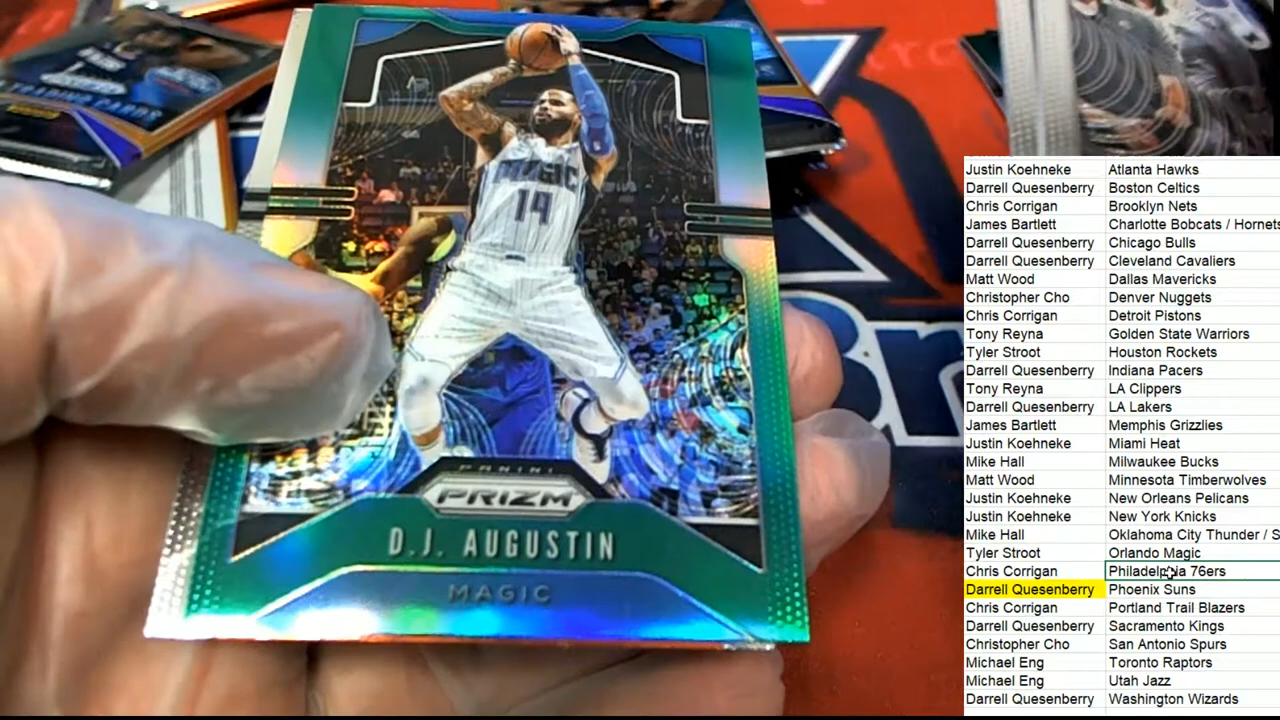 TRADING CARDS
MAGIC
14
PANINI
PRIZM
D.J. AUGUSTIN
MAGIC
Justin Koehneke Atlanta Hawks
Darrell Quesenberry Boston Celtics
Chris Corrigan Brooklyn Nets
James Bartlett Charlotte Bobcats / Hornets
Darrell Quesenberry Chicago Bulls
Darrell Quesenberry Cleveland Cavaliers
Matt Wood Dallas Mavericks
Christopher Cho Denver Nuggets
Chris Corrigan Detroit Pistons
Tony Reyna Golden State Warriors
Tyler Stroot Houston Rockets
Darrell Quesenberry Indiana Pacers
Tony Reyna LA Clippers
Darrell Quesenberry LA Lakers
James Bartlett Memphis Grizzlies
Justin Koehneke Miami Heat
Mike Hall Milwaukee Bucks
Matt Wood Minnesota Timberwolves
Justin Koehneke New Orleans Pelicans
Justin Koehneke New York Knicks
Mike Hall Oklahoma City Thunder / S
Tyler Stroot Orlando Magic
Chris Corrigan Philadelphia 76ers
Darrell Quesenberry Phoenix Suns
Chris Corrigan Portland Trail Blazers
Darrell Quesenberry Sacramento Kings
Christopher Cho San Antonio Spurs
Michael Eng Toronto Raptors
Michael Eng Utah Jazz
Darrell Quesenberry Washington Wizards